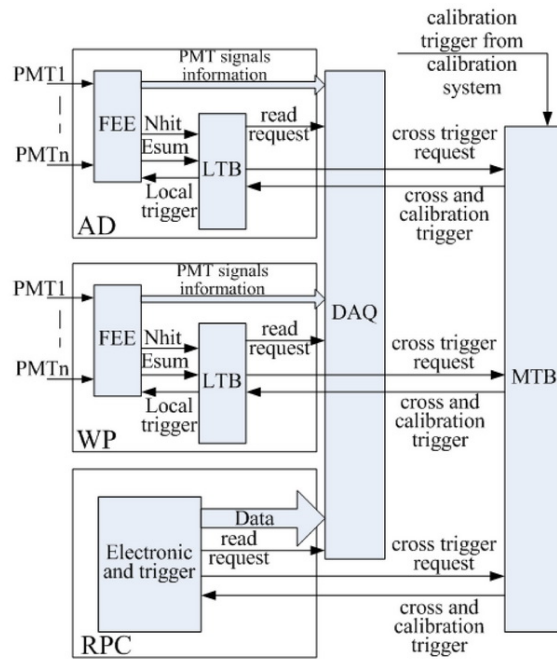 calibration
trigger from
calibration
system
PMT signals
information
PMT1
FEE
Nhit
Esum
PMTn
Local
trigger
LTB
read
request
AD
cross trigger
request
cross and
calibration
trigger
PMT signals
information
PMT1
FEE
Nhit
Esum
PMTn
Local
trigger
LTB
read
request
WP
DAQ
cross trigger
request
cross and
calibration
trigger
MTB
Data
Electronic
and trigger
read
request
RPC
cross trigger
request
cross and
calibration
trigger